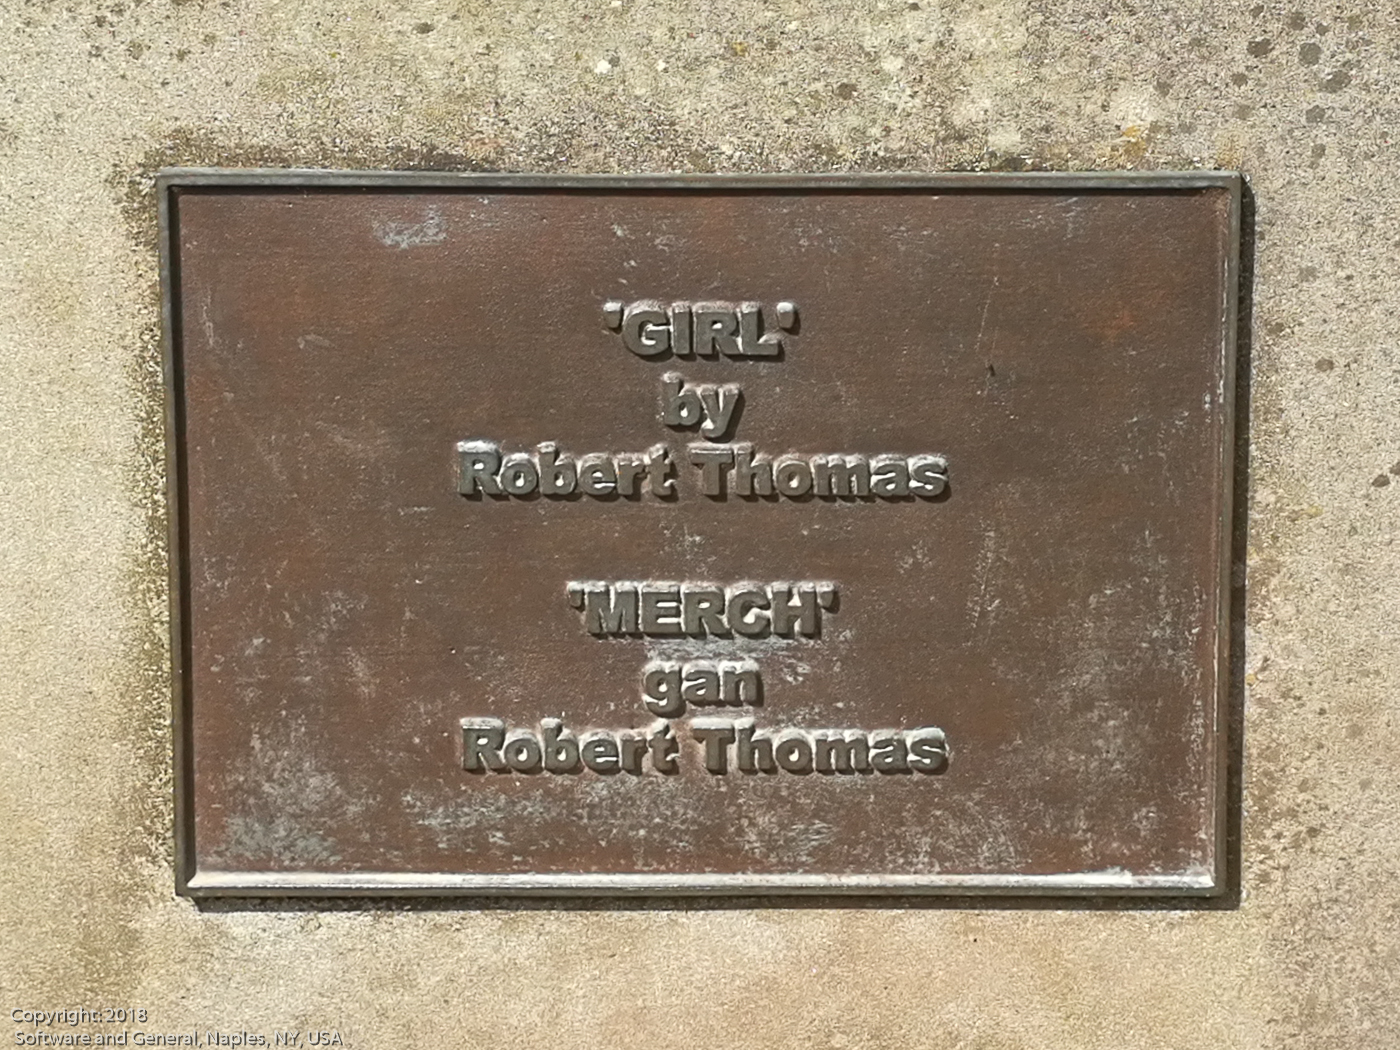 'GIRL'
by
Robert Thomas
'MERCH'
gan
Robert Thomas
Copyright:2018
Software and General, Naples, NY, USA